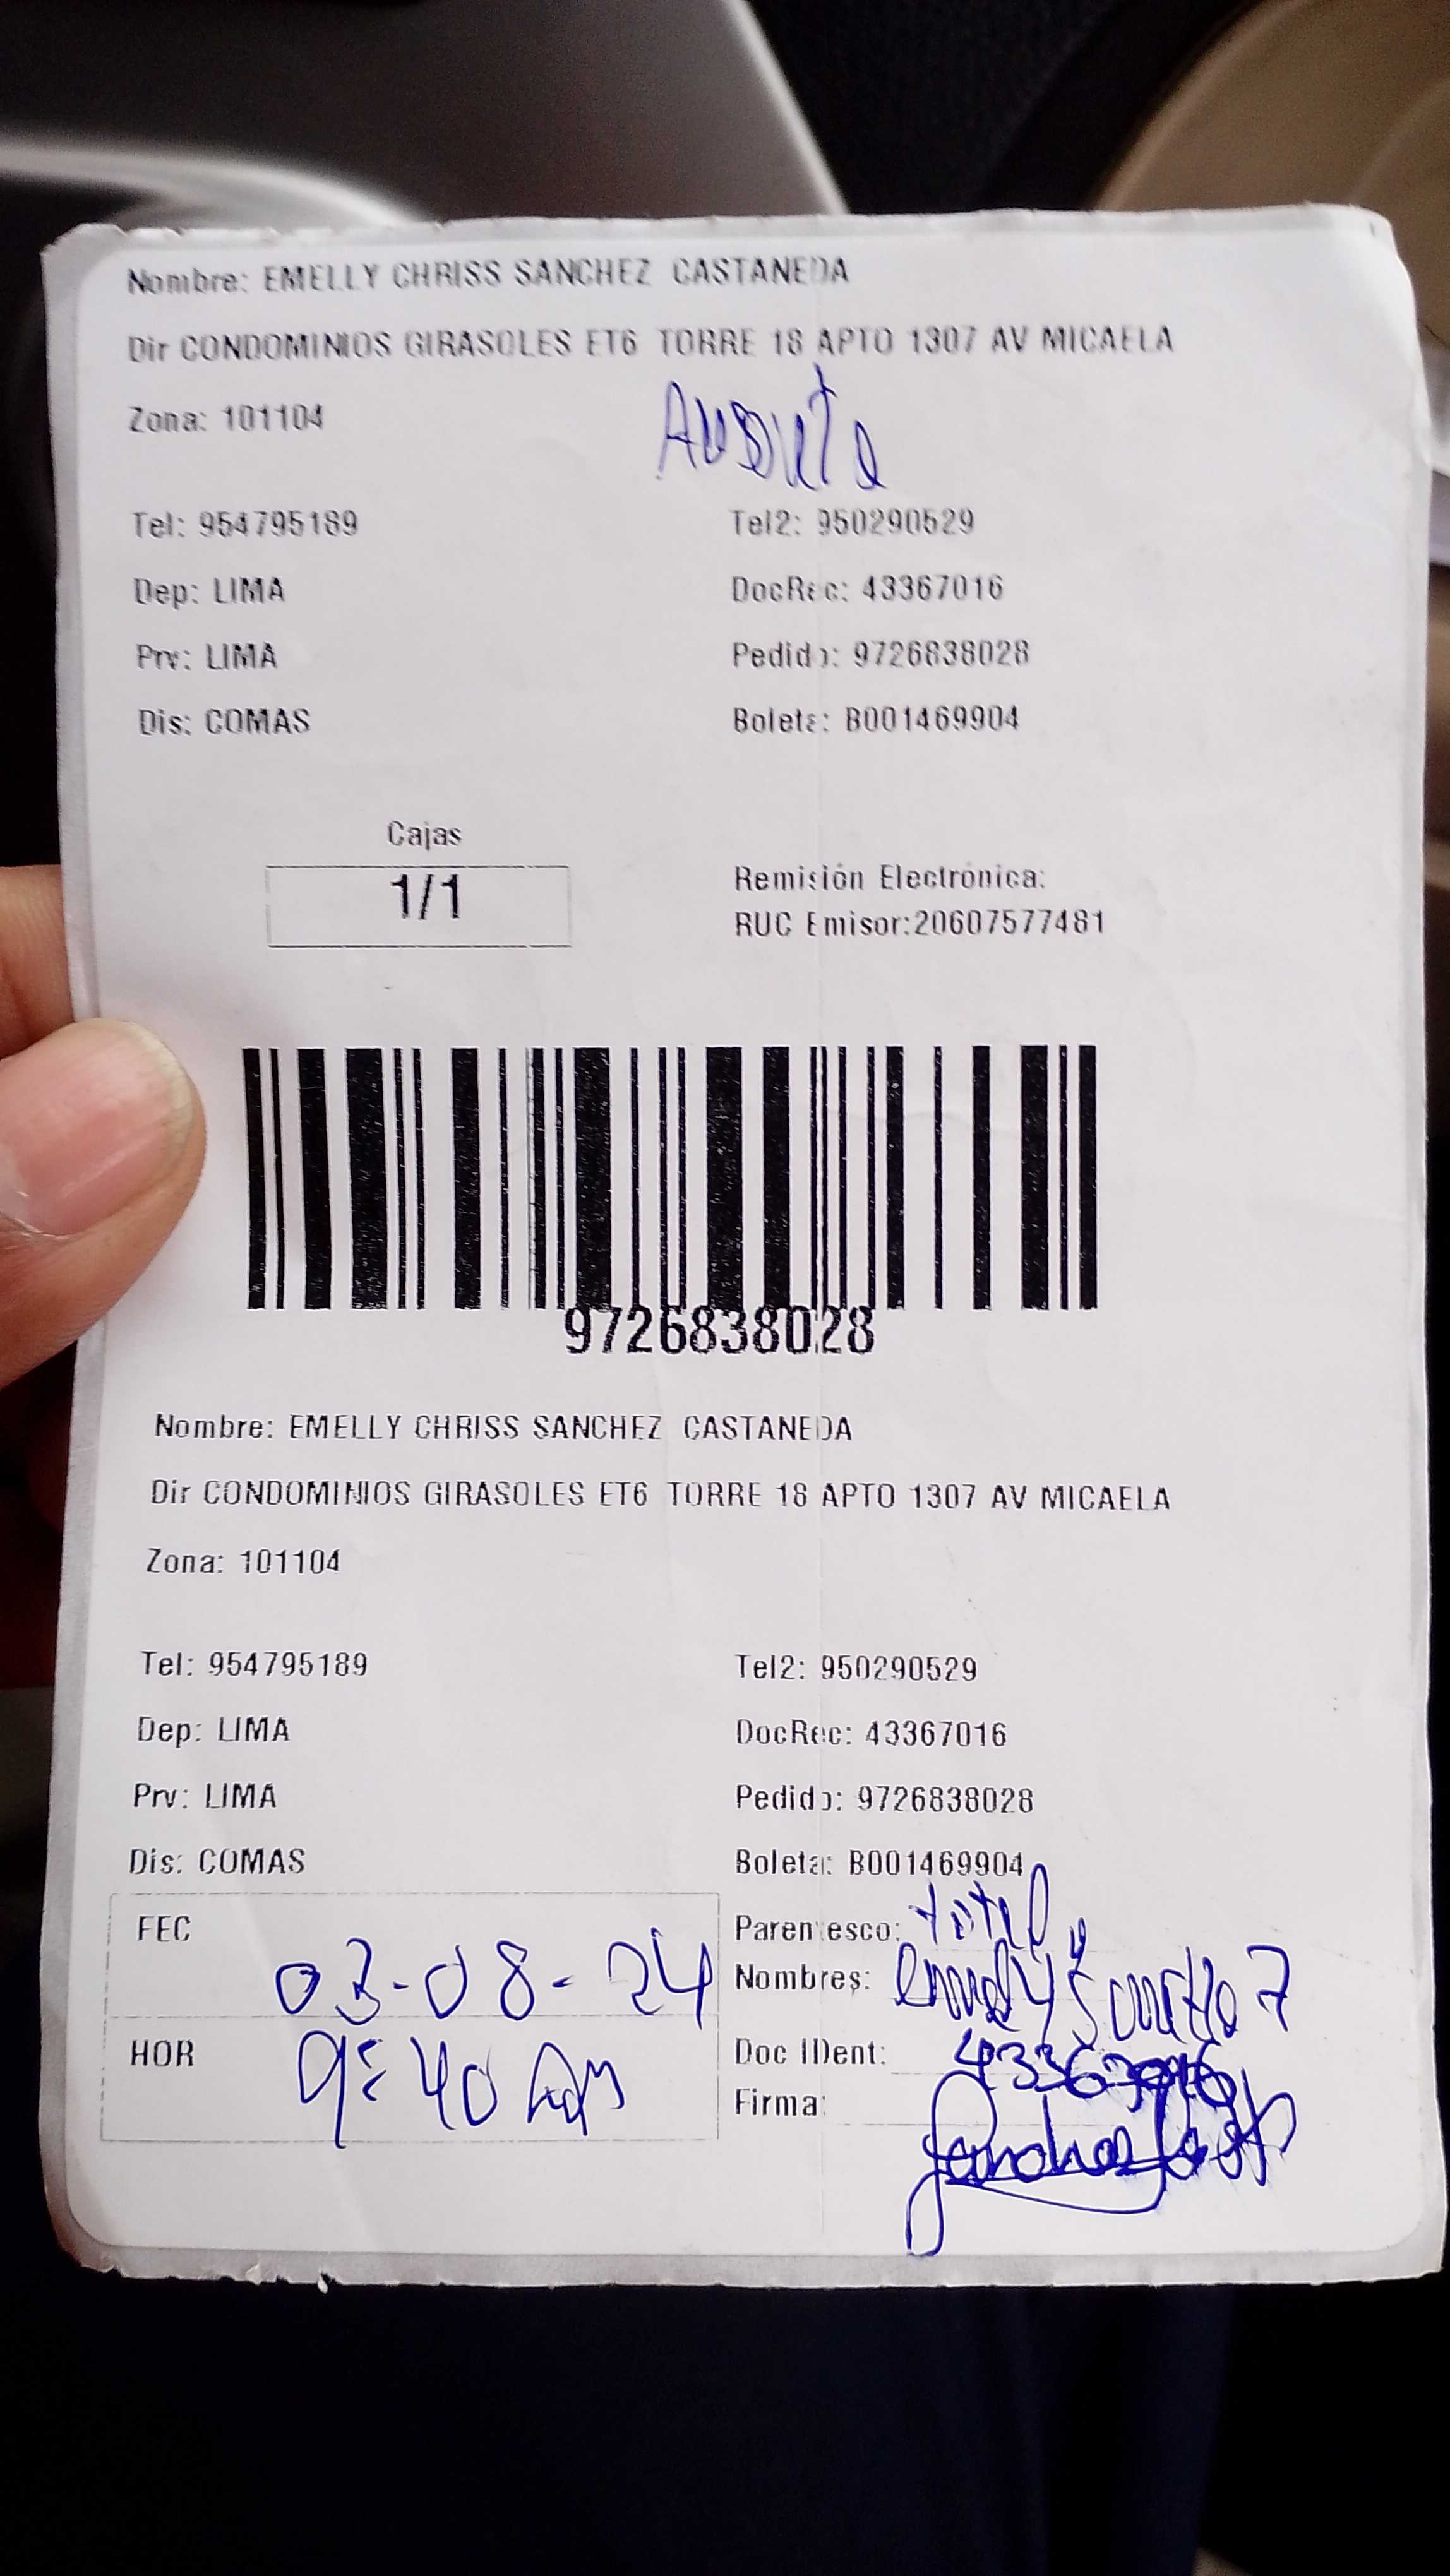 Nombre: EMELLY CHRISS SANCHEZ CASTANEDA
Dir CONDOMINIOS GIRASOLES ET6 TORRE 18 APTO 1307 AV MICAELA
Zona: 101104
Tel: 954795189 Tel2: 950290529
Dep: LIMA DocRec: 43367016
Prv: LIMA Pedido: 9726838028
Dis: COMAS Boleta: B001469904
Cajas
1/1
Remisión Electrónica:
RUC Emisor:20607577481
9726838028
Nombre: EMELLY CHRISS SANCHEZ CASTANEDA
Dir CONDOMINIOS GIRASOLES ET6 TORRE 18 APTO 1307 AV MICAELA
Zona: 101104
Tel: 954795189 Tel2: 950290529
Dep: LIMA DocRec: 43367016
Prv: LIMA Pedido: 9726838028
Dis: COMAS Boleta: B001469904
FEC 03-08-24
Parentesco:
Nombres:
HOR 9:40 Am
Doc IDent:
Firma: